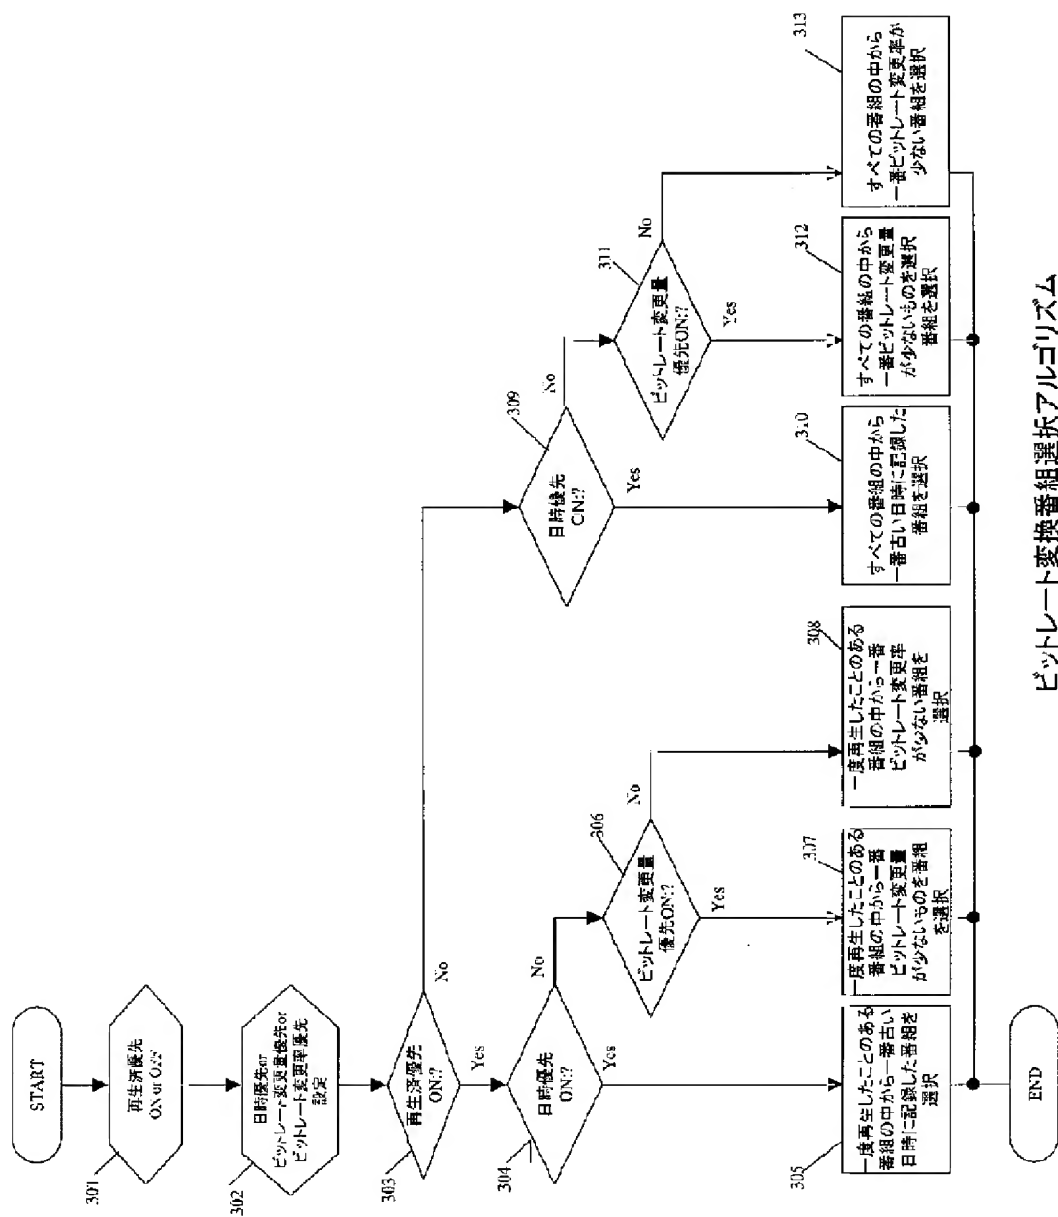 START
301
再生済優先
ON or OFF
302
日時優先or
ビットレート変更量優先or
ビットレート変更率優先
設定
303
再生済優先
ON:?
No
Yes
304
日時優先
ON:?
No
Yes
306
ビットレート変更量
優先ON:?
No
Yes
309
日時優先
ON:?
No
Yes
311
ビットレート変更量
優先ON:?
No
Yes
305
一度再生したことのある
番組の中から一番古い
日時に記録した番組を
選択
307
一度再生したことのある
番組の中から一番
ビットレート変更量
が少ないものを番組
を選択
308
一度再生したことのある
番組の中から一番
ビットレート変更率
が少ない番組を
選択
310
すべての番組の中から
一番古い日時に記録した
番組を選択
312
すべての番組の中から
一番ビットレート変更量
が少ないものを選択
番組を選択
313
すべての番組の中から
一番ビットレート変更率が
少ない番組を選択
END
ビットレート変換番組選択アルゴリズム